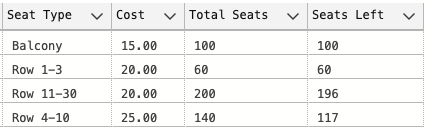 Seat Type Cost Total Seats Seats Left
Balcony 15.00 100 100
Row 1-3 20.00 60 60
Row 11-30 20.00 200 196
Row 4-10 25.00 140 117